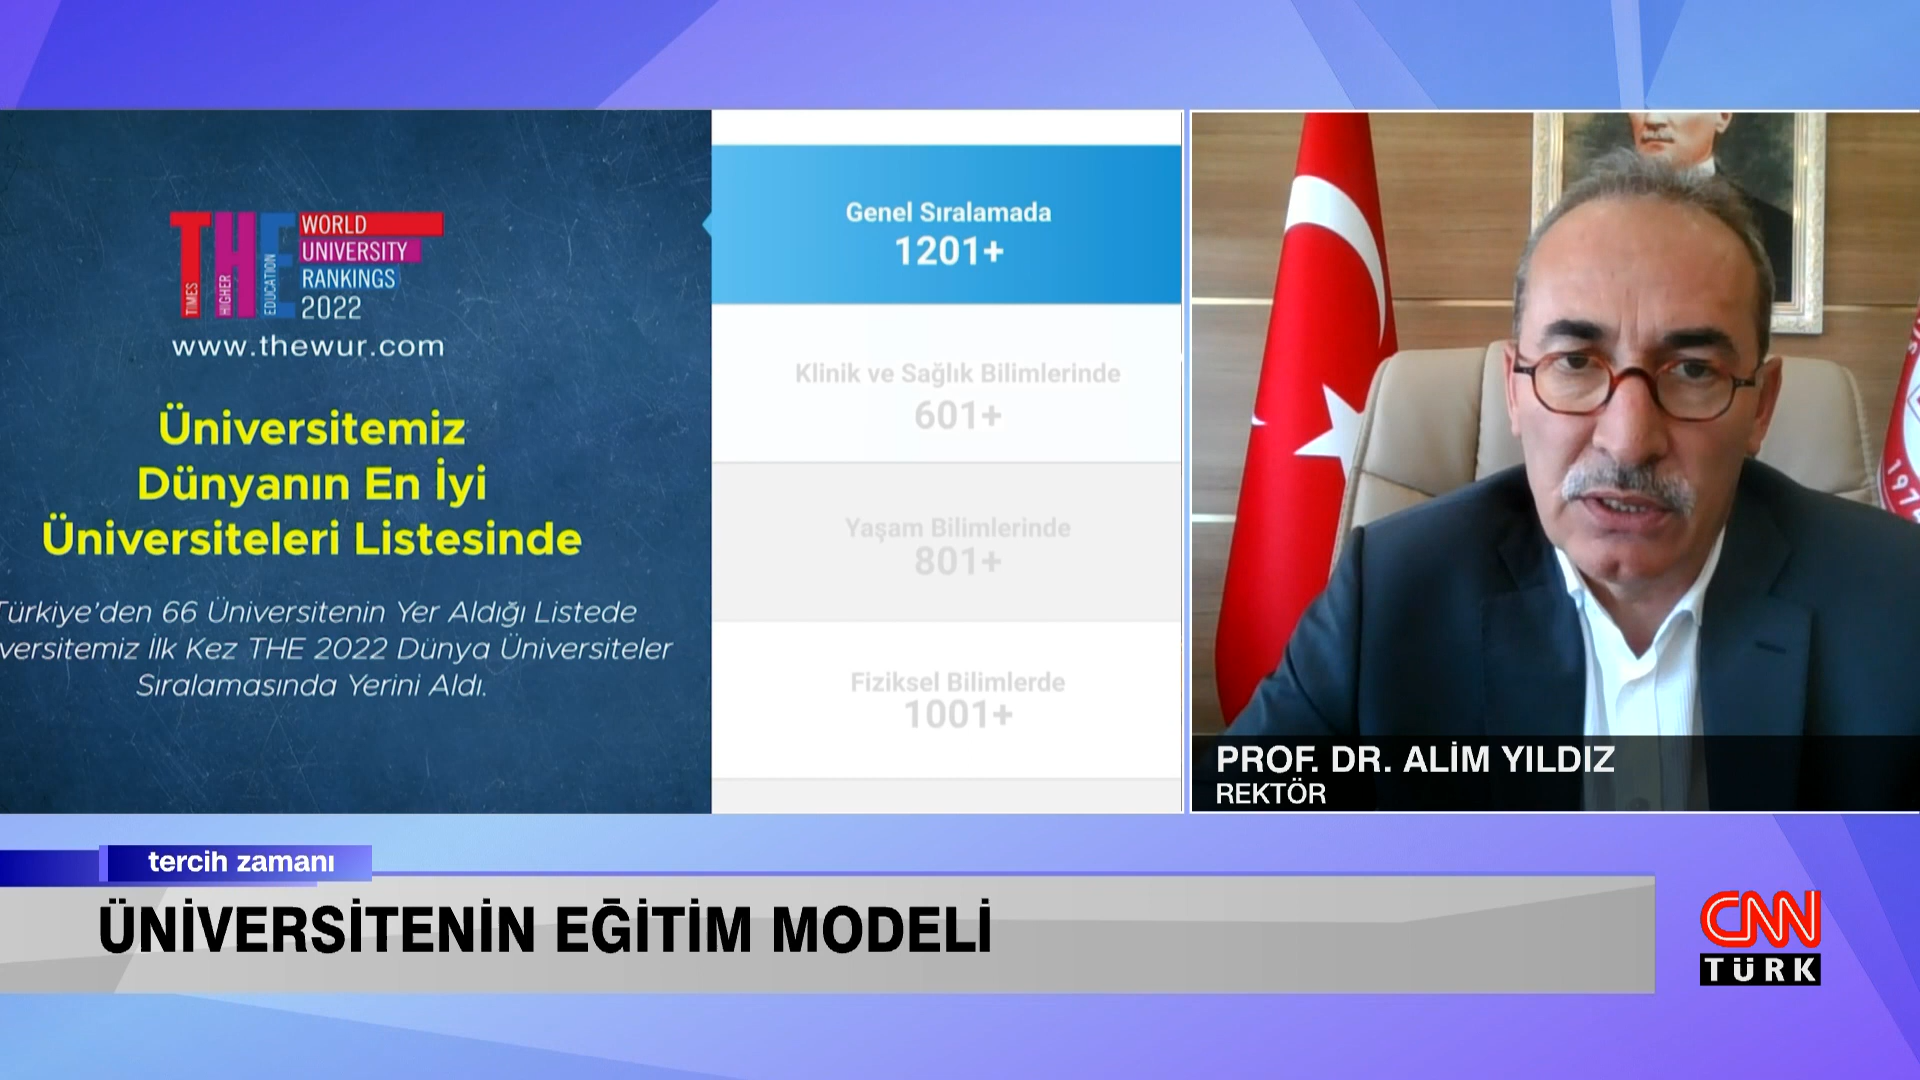 THE
TIMES
HIGHER
EDUCATION
WORLD
UNIVERSITY
RANKINGS
2022
www.thewur.com
Üniversitemiz
Dünyanın En İyi
Üniversiteleri Listesinde
Türkiye'den 66 Üniversitenin Yer Aldığı Listede
versitemiz İlk Kez THE 2022 Dünya Üniversiteler
Sıralamasında Yerini Aldı.
Genel Sıralamada
1201+
Klinik ve Sağlık Bilimlerinde
601+
Yaşam Bilimlerinde
801+
Fiziksel Bilimlerde
1001+
PROF. DR. ALİM YILDIZ
REKTÖR
tercih zamanı
ÜNİVERSİTENİN EĞİTİM MODELİ
CNN
TÜRK